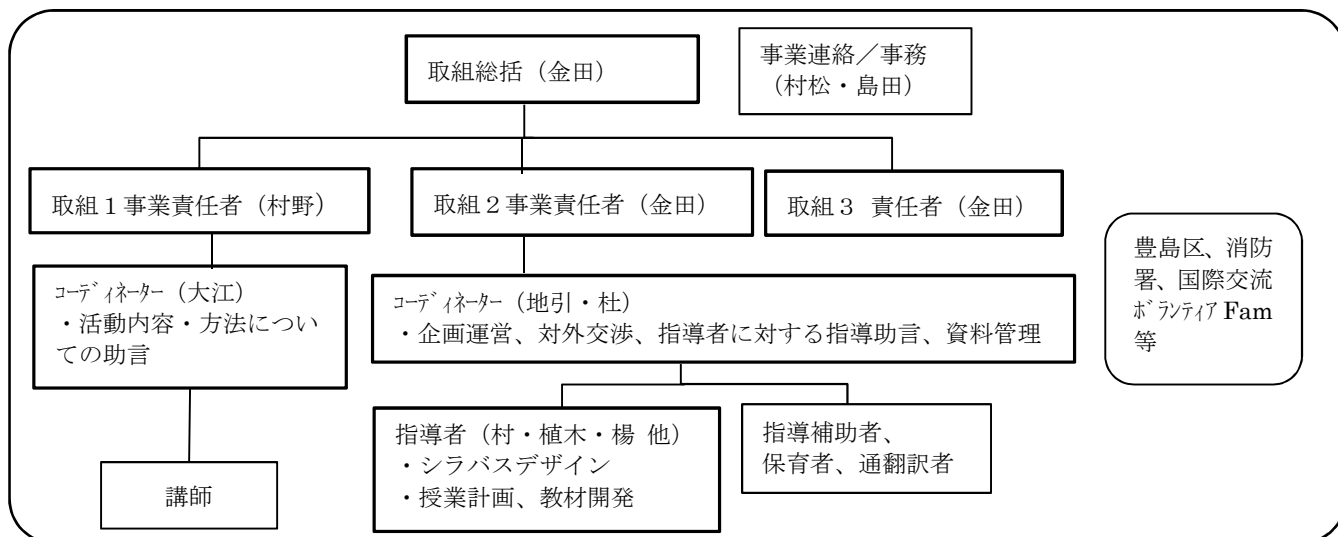 取組総括（金田）
事業連絡／事務
（村松・島田）
取組１事業責任者（村野）
取組２事業責任者（金田）
取組３ 責任者（金田）
豊島区、消防
署、国際交流
ﾎﾞﾗﾝﾃｨｱ Fam
等
ｺｰﾃﾞｨﾈｰﾀｰ（大江）
・活動内容・方法につい
ての助言
ｺｰﾃﾞｨﾈｰﾀｰ（地引・杜）
・企画運営、対外交渉、指導者に対する指導助言、資料管理
講師
指導者（村・植木・楊 他）
・シラバスデザイン
・授業計画、教材開発
指導補助者、
保育者、通翻訳者